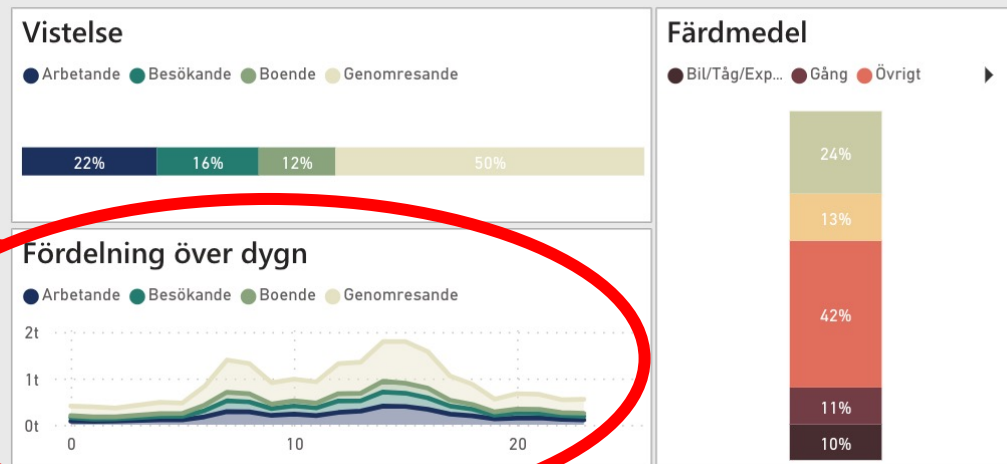 Vistelse
Arbetande Besökande Boende Genomresande
22% 16% 12% 50%
Fördelning över dygn
Arbetande Besökande Boende Genomresande
2t
1t
0t
0 10 20
Färdmedel
Bil/Tåg/Exp... Gång Övrigt
24%
13%
42%
11%
10%